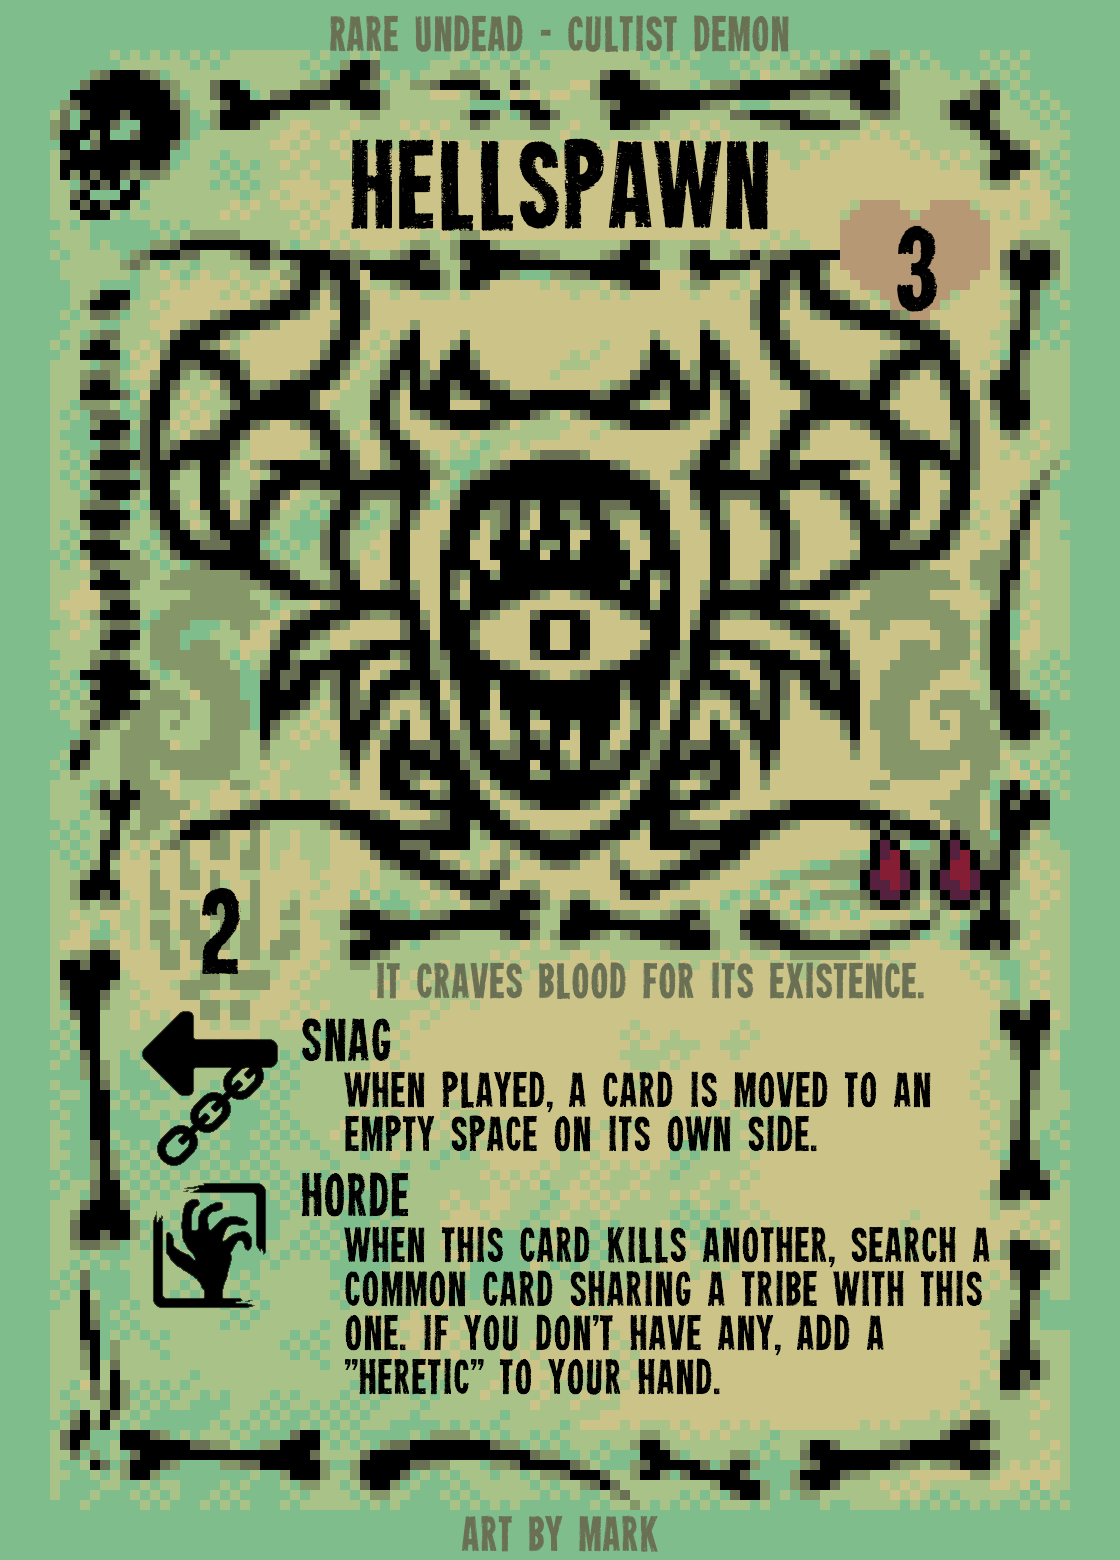 RARE UNDEAD - CULTIST DEMON
HELLSPAWN
3
2
IT CRAVES BLOOD FOR ITS EXISTENCE.
SNAG
WHEN PLAYED, A CARD IS MOVED TO AN
EMPTY SPACE ON ITS OWN SIDE.
HORDE
WHEN THIS CARD KILLS ANOTHER, SEARCH A
COMMON CARD SHARING A TRIBE WITH THIS
ONE. IF YOU DON'T HAVE ANY, ADD A
"HERETIC" TO YOUR HAND.
ART BY MARK